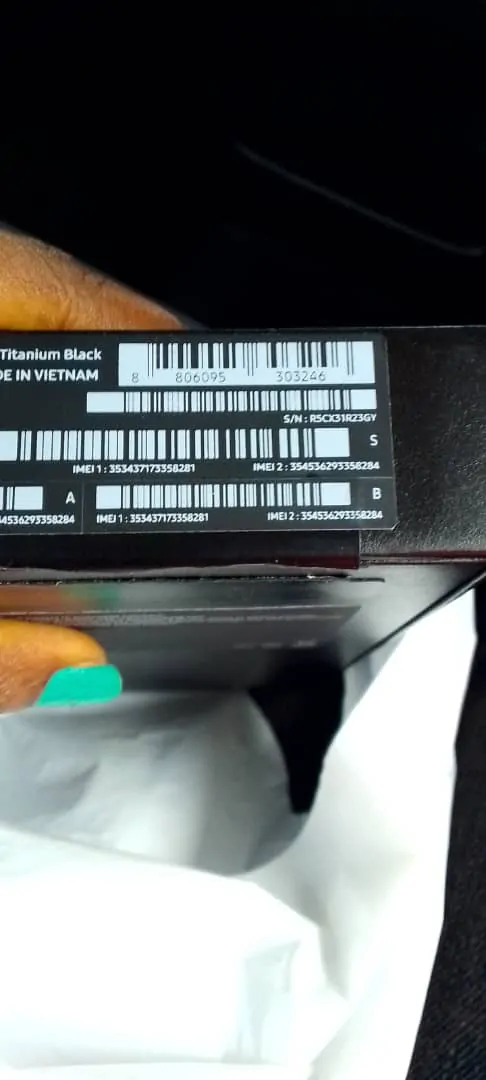 Titanium Black
DE IN VIETNAM
8 806095 303246
S/N : R5CX31R23GY
S
IMEI 1 : 353437173358281 IMEI 2 : 354536293358284
A B
4536293358284 IMEI 1 : 353437173358281 IMEI 2 : 354536293358284